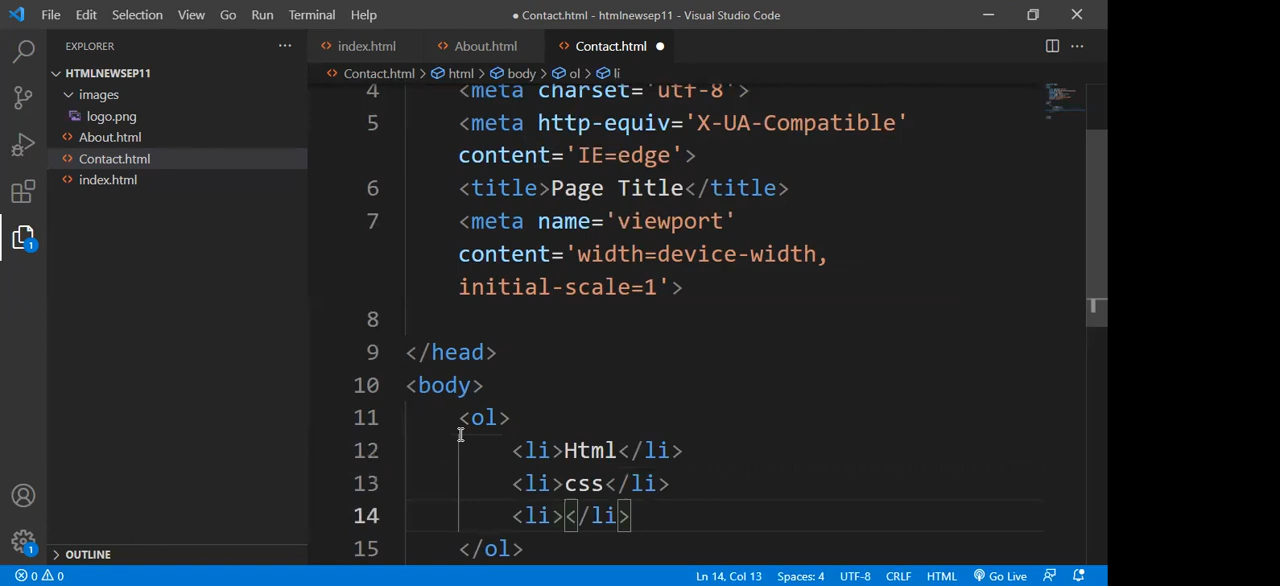 File Edit Selection View Go Run Terminal Help
● Contact.html - htmlnewsep11 - Visual Studio Code
EXPLORER
HTMLNEWSEP11
images
logo.png
About.html
Contact.html
index.html
OUTLINE
index.html About.html Contact.html
Contact.html > html > body > ol > li
4 <meta charset='utf-8'>
5 <meta http-equiv='X-UA-Compatible'
content='IE=edge'>
6 <title>Page Title</title>
7 <meta name='viewport'
content='width=device-width,
initial-scale=1'>
8
9 </head>
10 <body>
11 <ol>
12 <li>Html</li>
13 <li>css</li>
14 <li></li>
15 </ol>
1
1
0 0 Ln 14, Col 13 Spaces: 4 UTF-8 CRLF HTML Go Live